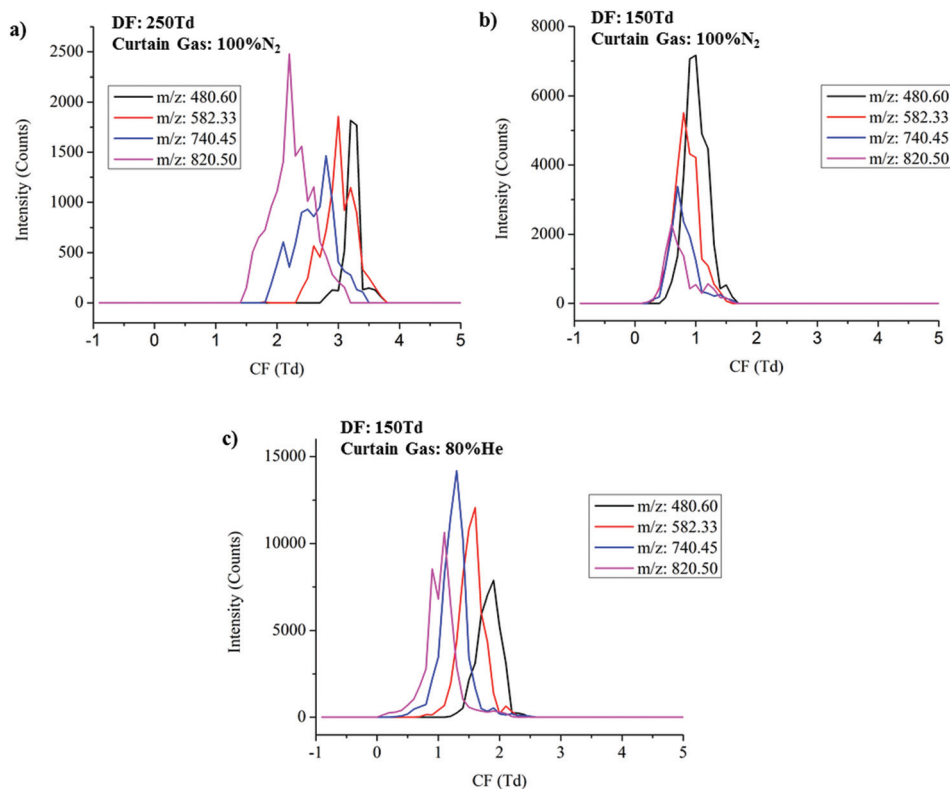 a)
DF: 250Td
Curtain Gas: 100%N₂
2500
2000
1500
1000
500
0
Intensity (Counts)
m/z: 480.60
m/z: 582.33
m/z: 740.45
m/z: 820.50
-1 0 1 2 3 4 5
CF (Td)
b)
DF: 150Td
Curtain Gas: 100%N₂
8000
6000
4000
2000
0
Intensity (Counts)
m/z: 480.60
m/z: 582.33
m/z: 740.45
m/z: 820.50
-1 0 1 2 3 4 5
CF (Td)
c)
DF: 150Td
Curtain Gas: 80%He
15000
10000
5000
0
Intensity (Counts)
m/z: 480.60
m/z: 582.33
m/z: 740.45
m/z: 820.50
-1 0 1 2 3 4 5
CF (Td)